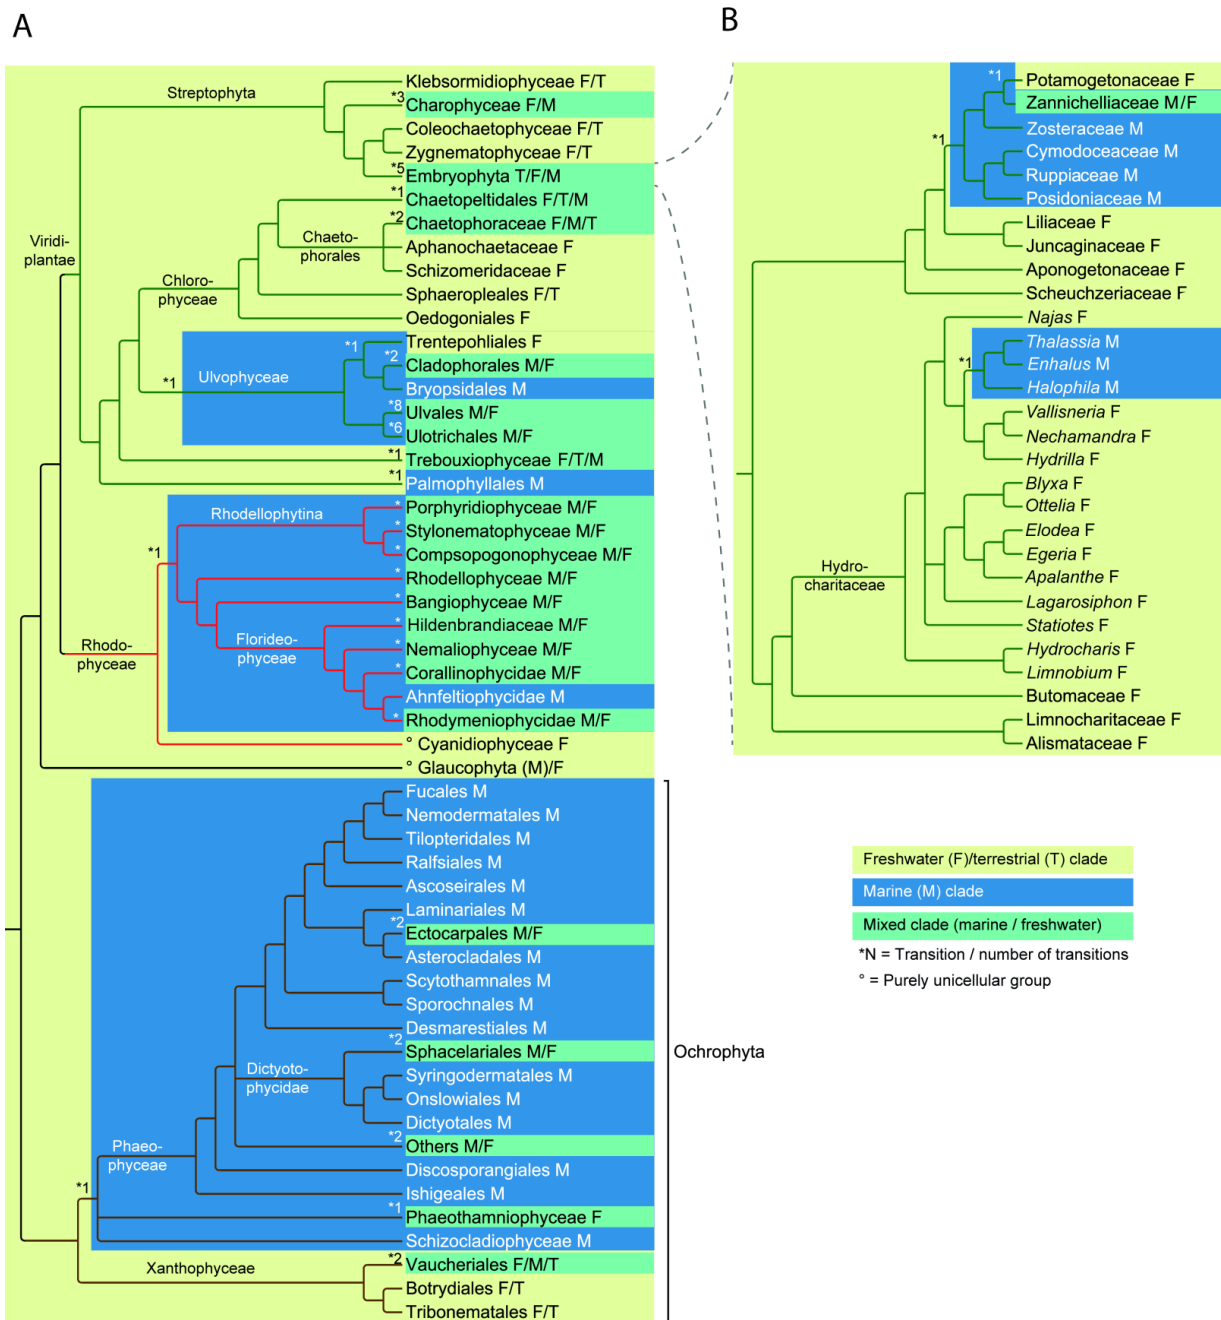 A
Streptophyta
Klebsormidiophyceae F/T
*3
Charophyceae F/M
Coleochaetophyceae F/T
Zygnematophyceae F/T
*5
Embryophyta T/F/M
*1
Chaetopeltidales F/T/M
*2
Chaetophoraceae F/M/T
Chaeto-
phorales
Aphanochaetaceae F
Schizomeridaceae F
Viridi-
plantae
Chloro-
phyceae
Sphaeropleales F/T
Oedogoniales F
*1
Ulvophyceae
*1
Trentepohliales F
*2
Cladophorales M/F
Bryopsidales M
*8
Ulvales M/F
*6
Ulotrichales M/F
*1
Trebouxiophyceae F/T/M
*1
Palmophyllales M
*1
Rhodellophytina
*
Porphyridiophyceae M/F
*
Stylonematophyceae M/F
*
Compsopogonophyceae M/F
*
Rhodellophyceae M/F
*
Bangiophyceae M/F
Rhodo-
phyceae
Florideo-
phyceae
*
Hildenbrandiaceae M/F
*
Nemaliophyceae M/F
*
Corallinophycidae M/F
Ahnfeltiophycidae M
*
Rhodymeniophycidae M/F
° Cyanidiophyceae F
° Glaucophyta (M)/F
Fucales M
Nemodermatales M
Tilopteridales M
Ralfsiales M
Ascoseirales M
Laminariales M
*2
Ectocarpales M/F
Asterocladales M
Scytothamnales M
Sporochnales M
Desmarestiales M
*2
Sphacelariales M/F
Dictyoto-
phycidae
Syringodermatales M
Onslowiales M
Dictyotales M
*2
Others M/F
Phaeo-
phyceae
Discosporangiales M
Ishigeales M
*1
*1
Phaeothamniophyceae F
Schizocladiophyceae M
Xanthophyceae
*2
Vaucheriales F/M/T
Botrydiales F/T
Tribonematales F/T
Ochrophyta
B
*1
*1
Potamogetonaceae F
Zannichelliaceae M/F
Zosteraceae M
Cymodoceaceae M
Ruppiaceae M
Posidoniaceae M
Liliaceae F
Juncaginaceae F
Aponogetonaceae F
Scheuchzeriaceae F
Najas F
*1
Thalassia M
Enhalus M
Halophila M
Vallisneria F
Nechamandra F
Hydrilla F
Blyxa F
Ottelia F
Elodea F
Egeria F
Hydro-
charitaceae
Apalanthe F
Lagarosiphon F
Statiotes F
Hydrocharis F
Limnobium F
Butomaceae F
Limnocharitaceae F
Alismataceae F
Freshwater (F)/terrestrial (T) clade
Marine (M) clade
Mixed clade (marine / freshwater)
*N = Transition / number of transitions
° = Purely unicellular group